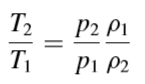 T₂/T₁ = p₂/p₁ ρ₁/ρ₂